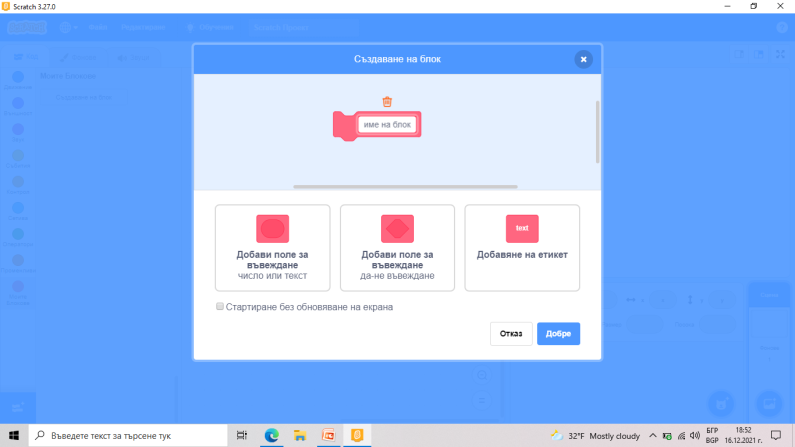 Scratch 3.27.0
Създаване на блок
име на блок
text
Добави поле за
въвеждане
число или текст
Добави поле за
въвеждане
да-не въвеждане
Добавяне на етикет
Стартиране без обновяване на екрана
Отказ
Добре
Въведете текст за търсене тук
32°F Mostly cloudy
БГР
BGP
18:52
16.12.2021 г.